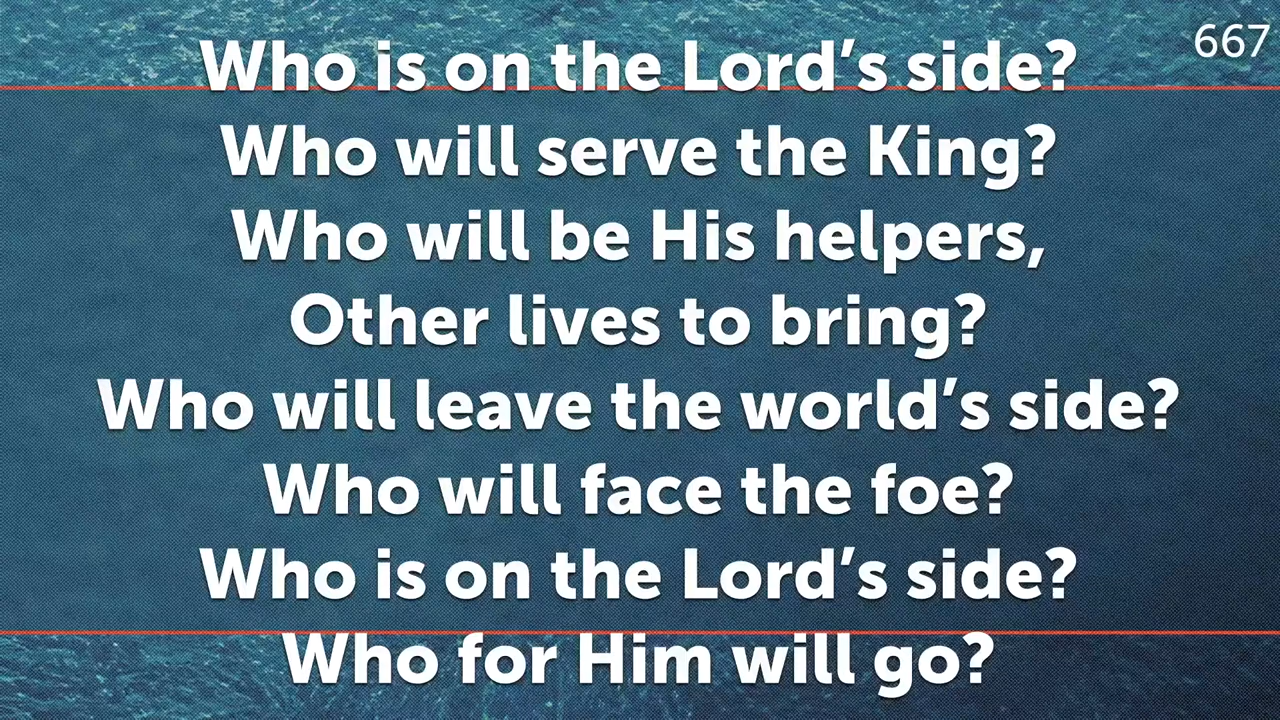 667
Who is on the Lord’s side?
Who will serve the King?
Who will be His helpers,
Other lives to bring?
Who will leave the world’s side?
Who will face the foe?
Who is on the Lord’s side?
Who for Him will go?